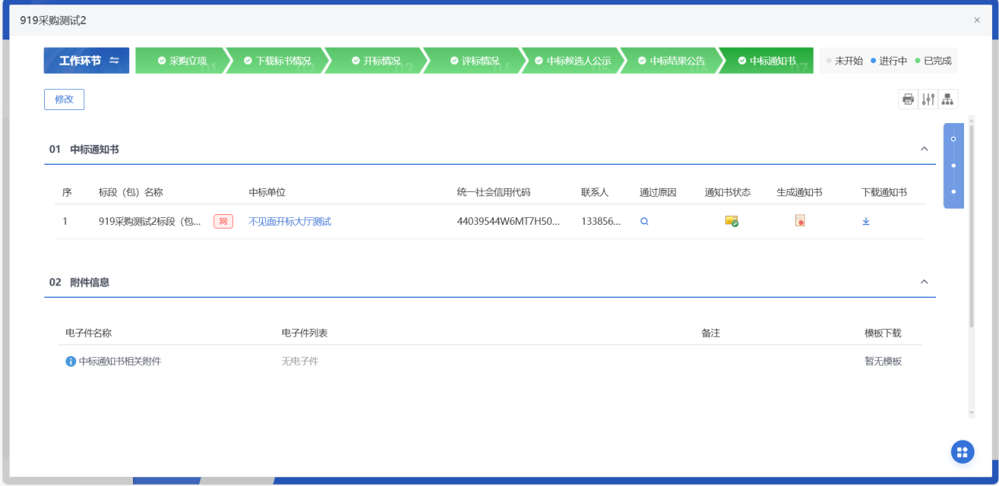 919采购测试2
工作环节 采购立项 01 下载标书情况 02 开标情况 03 评标情况 04 中标候选人公示 05 中标结果公告 06 中标通知书 07 未开始 进行中 已完成
修改
01 中标通知书
序 标段（包）名称 中标单位 统一社会信用代码 联系人 通过原因 通知书状态 生成通知书 下载通知书
1 919采购测试2标段（包... 网 不见面开标大厅测试 44039544W6MT7H50... 133856...
02 附件信息
电子件名称 电子件列表 备注 模板下载
中标通知书相关附件 无电子件 暂无模板